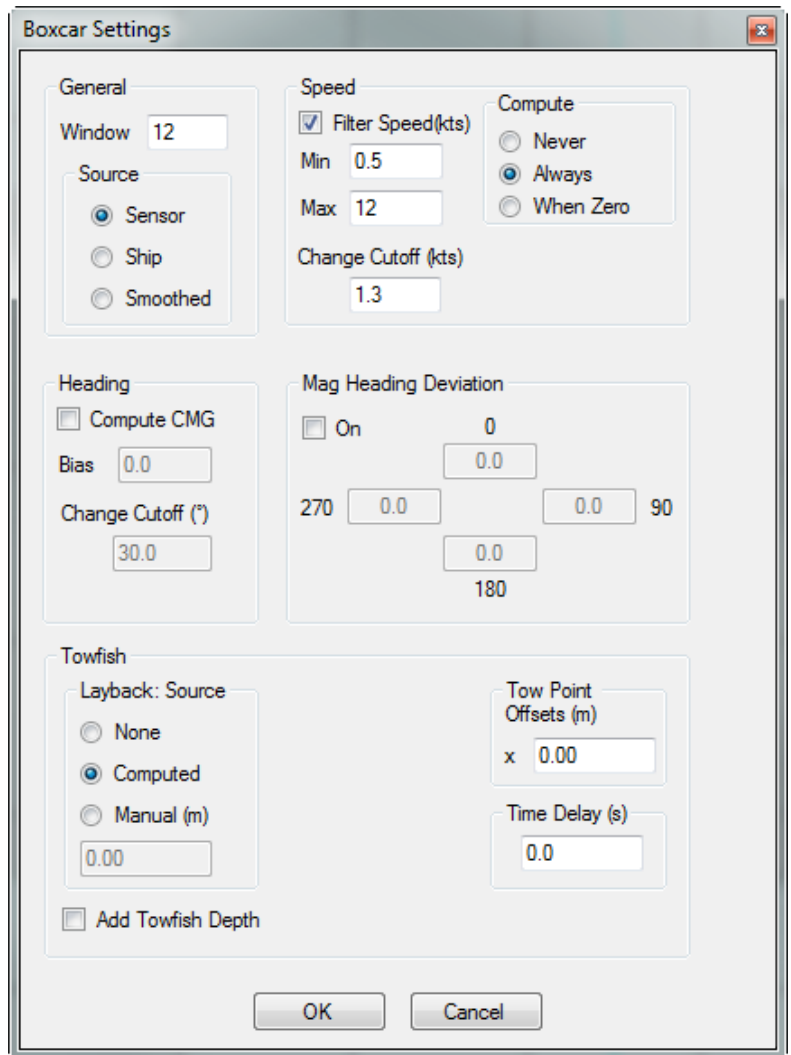 Boxcar Settings
General
Window 12
Source
Sensor
Ship
Smoothed
Speed
Filter Speed(kts)
Min 0.5
Max 12
Change Cutoff (kts)
1.3
Compute
Never
Always
When Zero
Heading
Compute CMG
Bias 0.0
Change Cutoff (°)
30.0
Mag Heading Deviation
On 0
0.0
270 0.0 0.0 90
0.0
180
Towfish
Layback: Source
None
Computed
Manual (m)
0.00
Add Towfish Depth
Tow Point
Offsets (m)
x 0.00
Time Delay (s)
0.0
OK Cancel